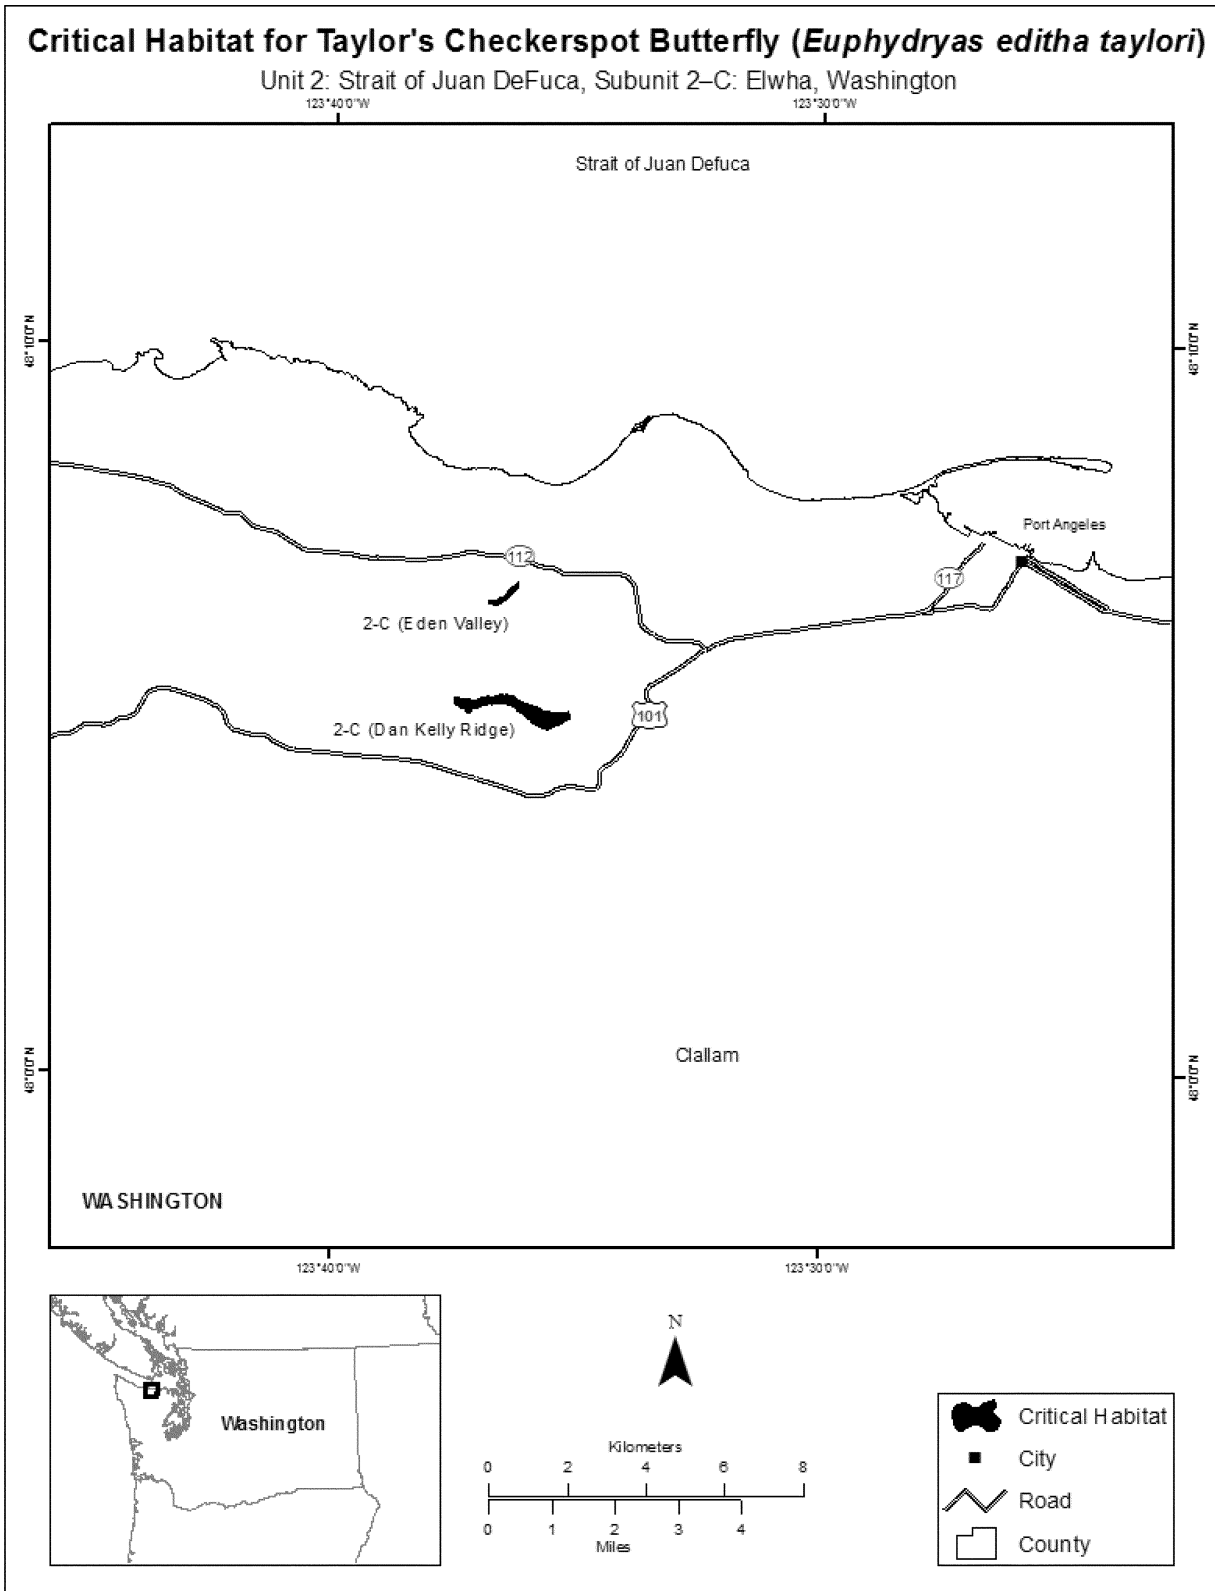 Critical Habitat for Taylor's Checkerspot Butterfly (Euphydryas editha taylori)
Unit 2: Strait of Juan DeFuca, Subunit 2–C: Elwha, Washington
123°40'0"W
123°30'0"W
Strait of Juan Defuca
48°10'0"N
48°10'0"N
Port Angeles
112
117
2-C (Eden Valley)
101
2-C (Dan Kelly Ridge)
Clallam
48°0'0"N
48°0'0"N
WASHINGTON
123°40'0"W
123°30'0"W
Washington
N
Kilometers
0 2 4 6 8
0 1 2 3 4
Miles
Critical Habitat
City
Road
County